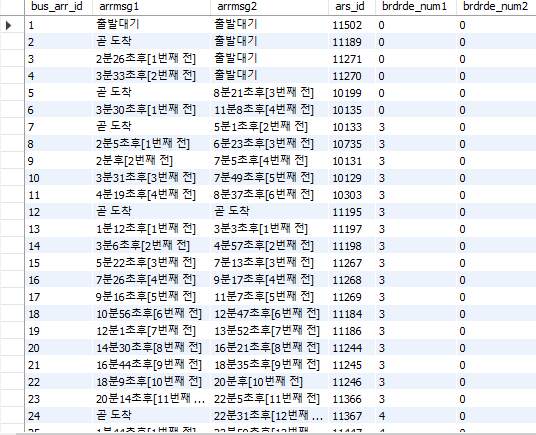 bus_arr_id arrmsg1 arrmsg2 ars_id brdrde_num1 brdrde_num2
1 출발대기 출발대기 11502 0 0
2 곧 도착 출발대기 11189 0 0
3 2분26초후[1번째 전] 출발대기 11271 0 0
4 3분33초후[2번째 전] 출발대기 11270 0 0
5 곧 도착 8분21초후[3번째 전] 10199 0 0
6 3분30초후[1번째 전] 11분8초후[4번째 전] 10135 0 0
7 곧 도착 5분1초후[2번째 전] 10133 3 0
8 2분5초후[1번째 전] 6분23초후[3번째 전] 10735 3 0
9 2분후[2번째 전] 7분5초후[4번째 전] 10131 3 0
10 3분31초후[3번째 전] 7분49초후[5번째 전] 10129 3 0
11 4분19초후[4번째 전] 8분37초후[6번째 전] 10303 3 0
12 곧 도착 곧 도착 11195 3 0
13 1분12초후[1번째 전] 3분3초후[1번째 전] 11197 3 0
14 3분6초후[2번째 전] 4분57초후[2번째 전] 11198 3 0
15 5분22초후[3번째 전] 7분13초후[3번째 전] 11267 3 0
16 7분26초후[4번째 전] 9분17초후[4번째 전] 11268 3 0
17 9분16초후[5번째 전] 11분7초후[5번째 전] 11269 3 0
18 10분56초후[6번째 전] 12분47초후[6번째 전] 11184 3 0
19 12분1초후[7번째 전] 13분52초후[7번째 전] 11186 3 0
20 14분30초후[8번째 전] 16분21초후[8번째 전] 11244 3 0
21 16분44초후[9번째 전] 18분35초후[9번째 전] 11245 3 0
22 18분9초후[10번째 전] 20분후[10번째 전] 11246 3 0
23 20분14초후[11번째 ... 22분5초후[11번째 전] 11366 3 0
24 곧 도착 22분31초후[12번째 ... 11367 4 0